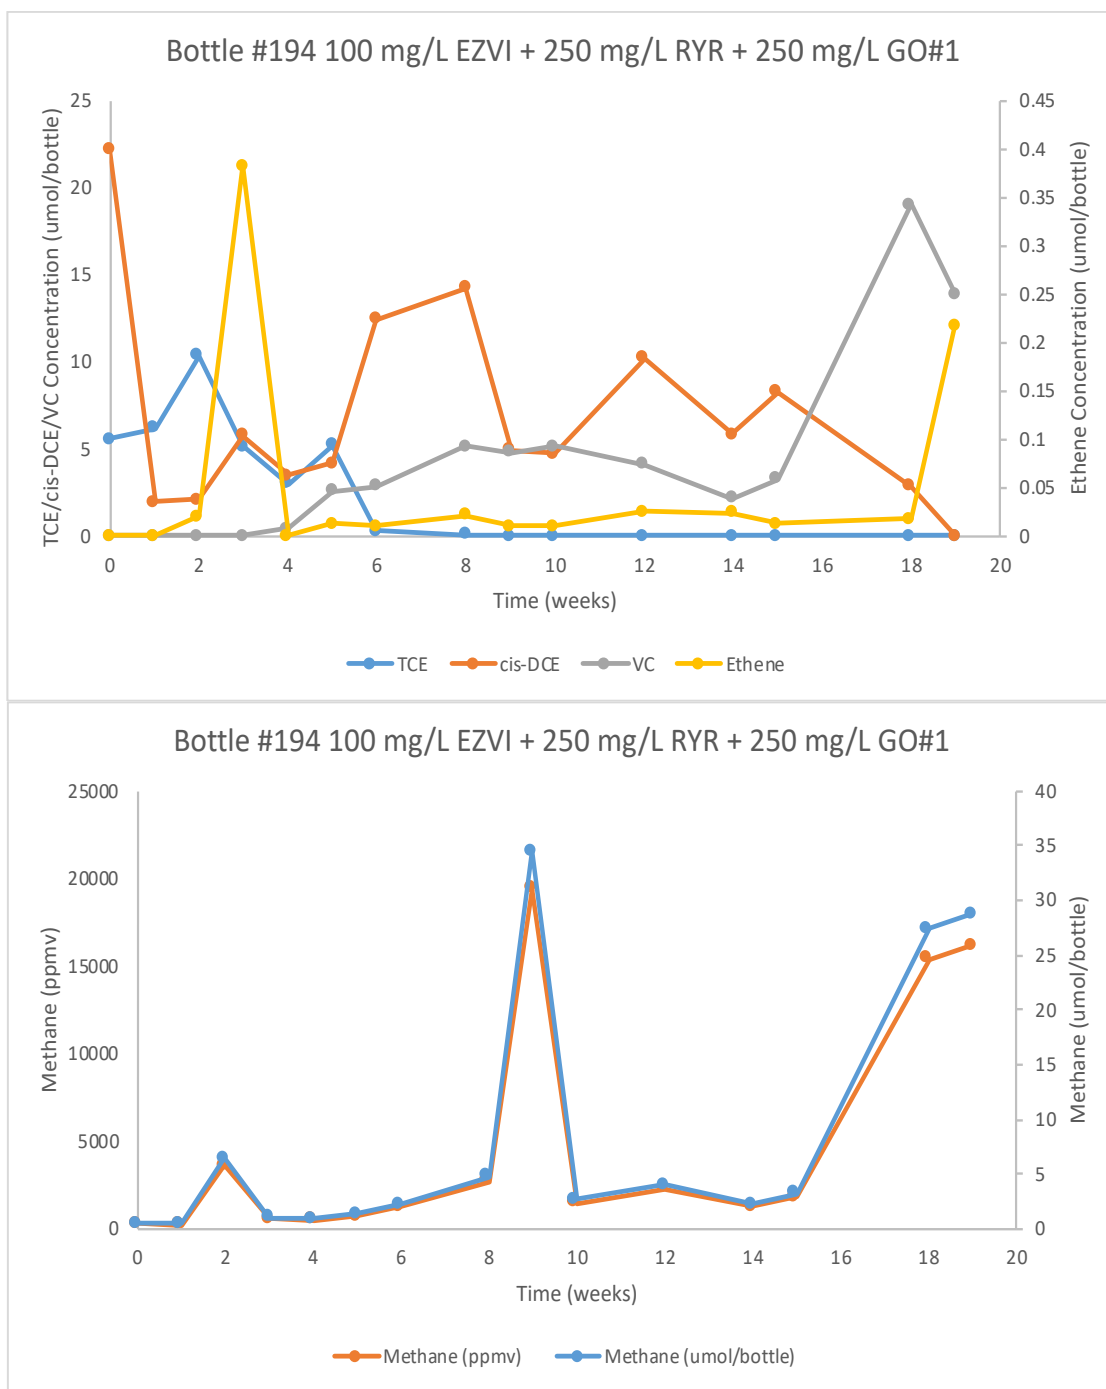 Bottle #194 100 mg/L EZVI + 250 mg/L RYR + 250 mg/L GO#1
TCE/cis-DCE/VC Concentration (umol/bottle)
25
20
15
10
5
0
0.45
0.4
0.35
0.3
0.25
0.2
0.15
0.1
0.05
0
Ethene Concentration (umol/bottle)
0 2 4 6 8 10 12 14 16 18 20
Time (weeks)
TCE cis-DCE VC Ethene
Bottle #194 100 mg/L EZVI + 250 mg/L RYR + 250 mg/L GO#1
Methane (ppmv)
25000
20000
15000
10000
5000
0
40
35
30
25
20
15
10
5
0
Methane (umol/bottle)
0 2 4 6 8 10 12 14 16 18 20
Time (weeks)
Methane (ppmv) Methane (umol/bottle)